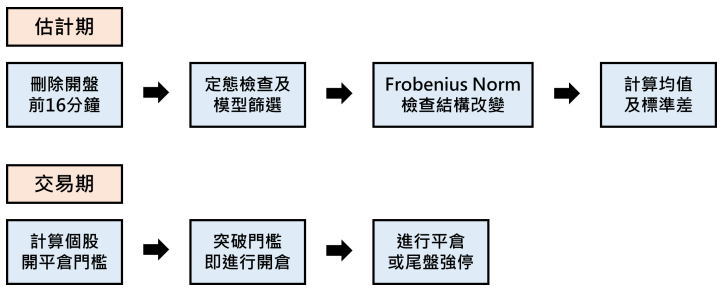 估計期
刪除開盤
前16分鐘
定態檢查及
模型篩選
Frobenius Norm
檢查結構改變
計算均值
及標準差
交易期
計算個股
開平倉門檻
突破門檻
即進行開倉
進行平倉
或尾盤強停